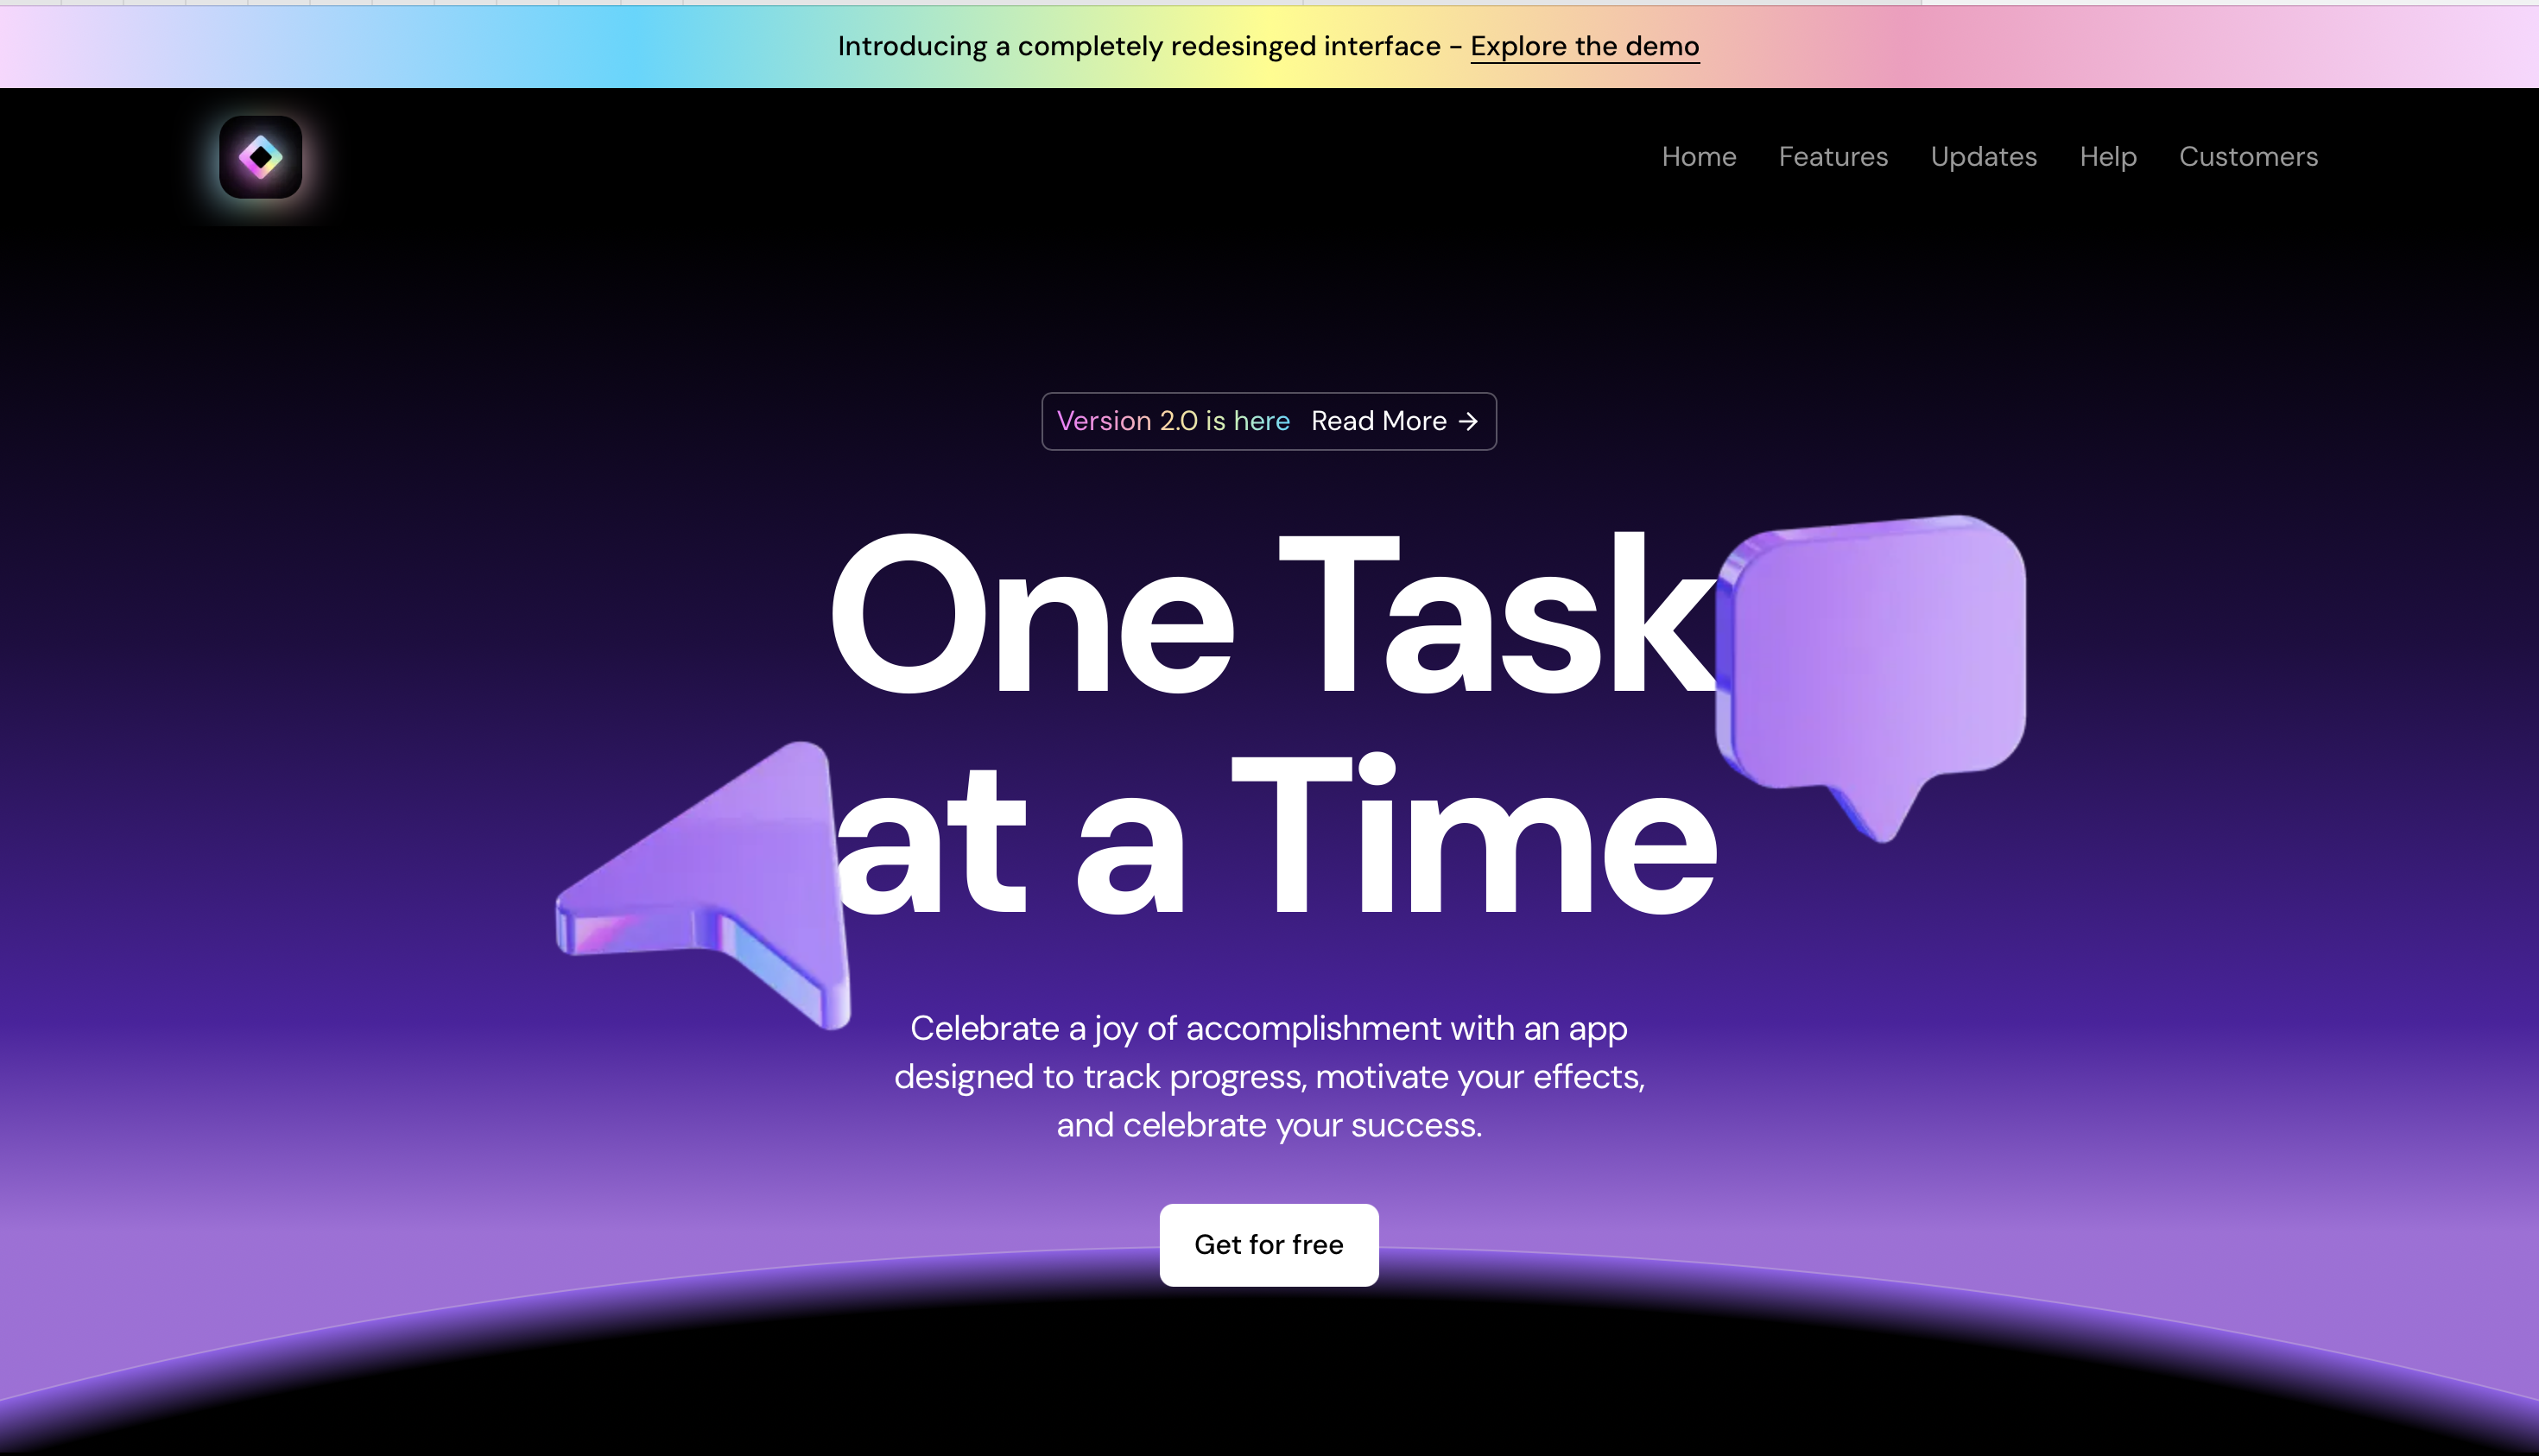 Introducing a completely redesinged interface - Explore the demo
Home Features Updates Help Customers
Version 2.0 is here Read More →
One Task
at a Time
Celebrate a joy of accomplishment with an app
designed to track progress, motivate your effects,
and celebrate your success.
Get for free